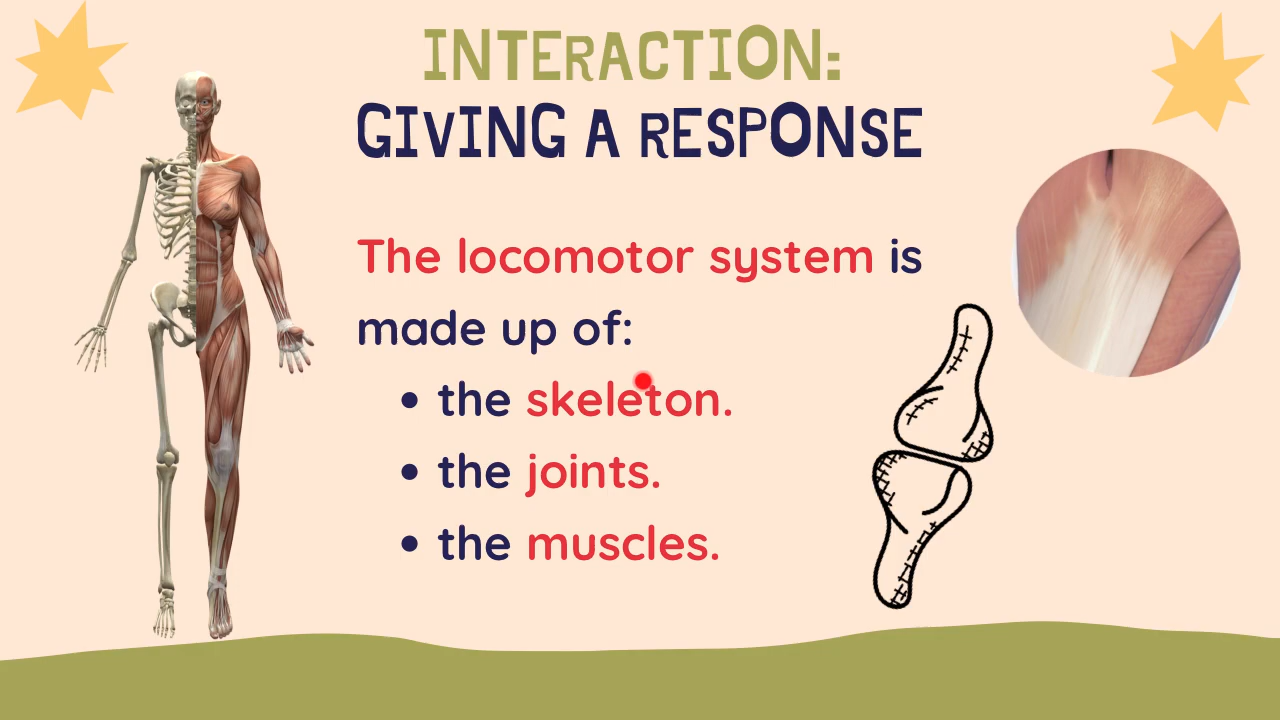 INTERACTION:
GIVING A RESPONSE
The locomotor system is
made up of:
• the skeleton.
• the joints.
• the muscles.